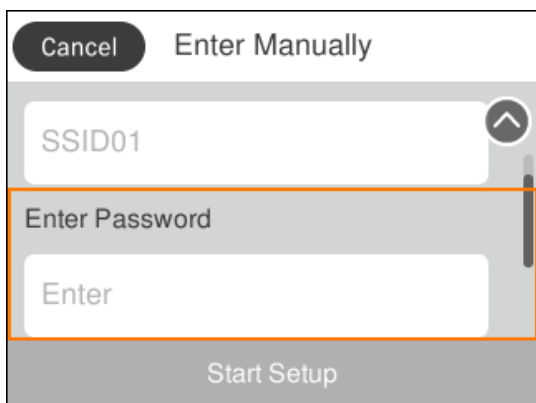 Cancel Enter Manually
SSID01
Enter Password
Enter
Start Setup